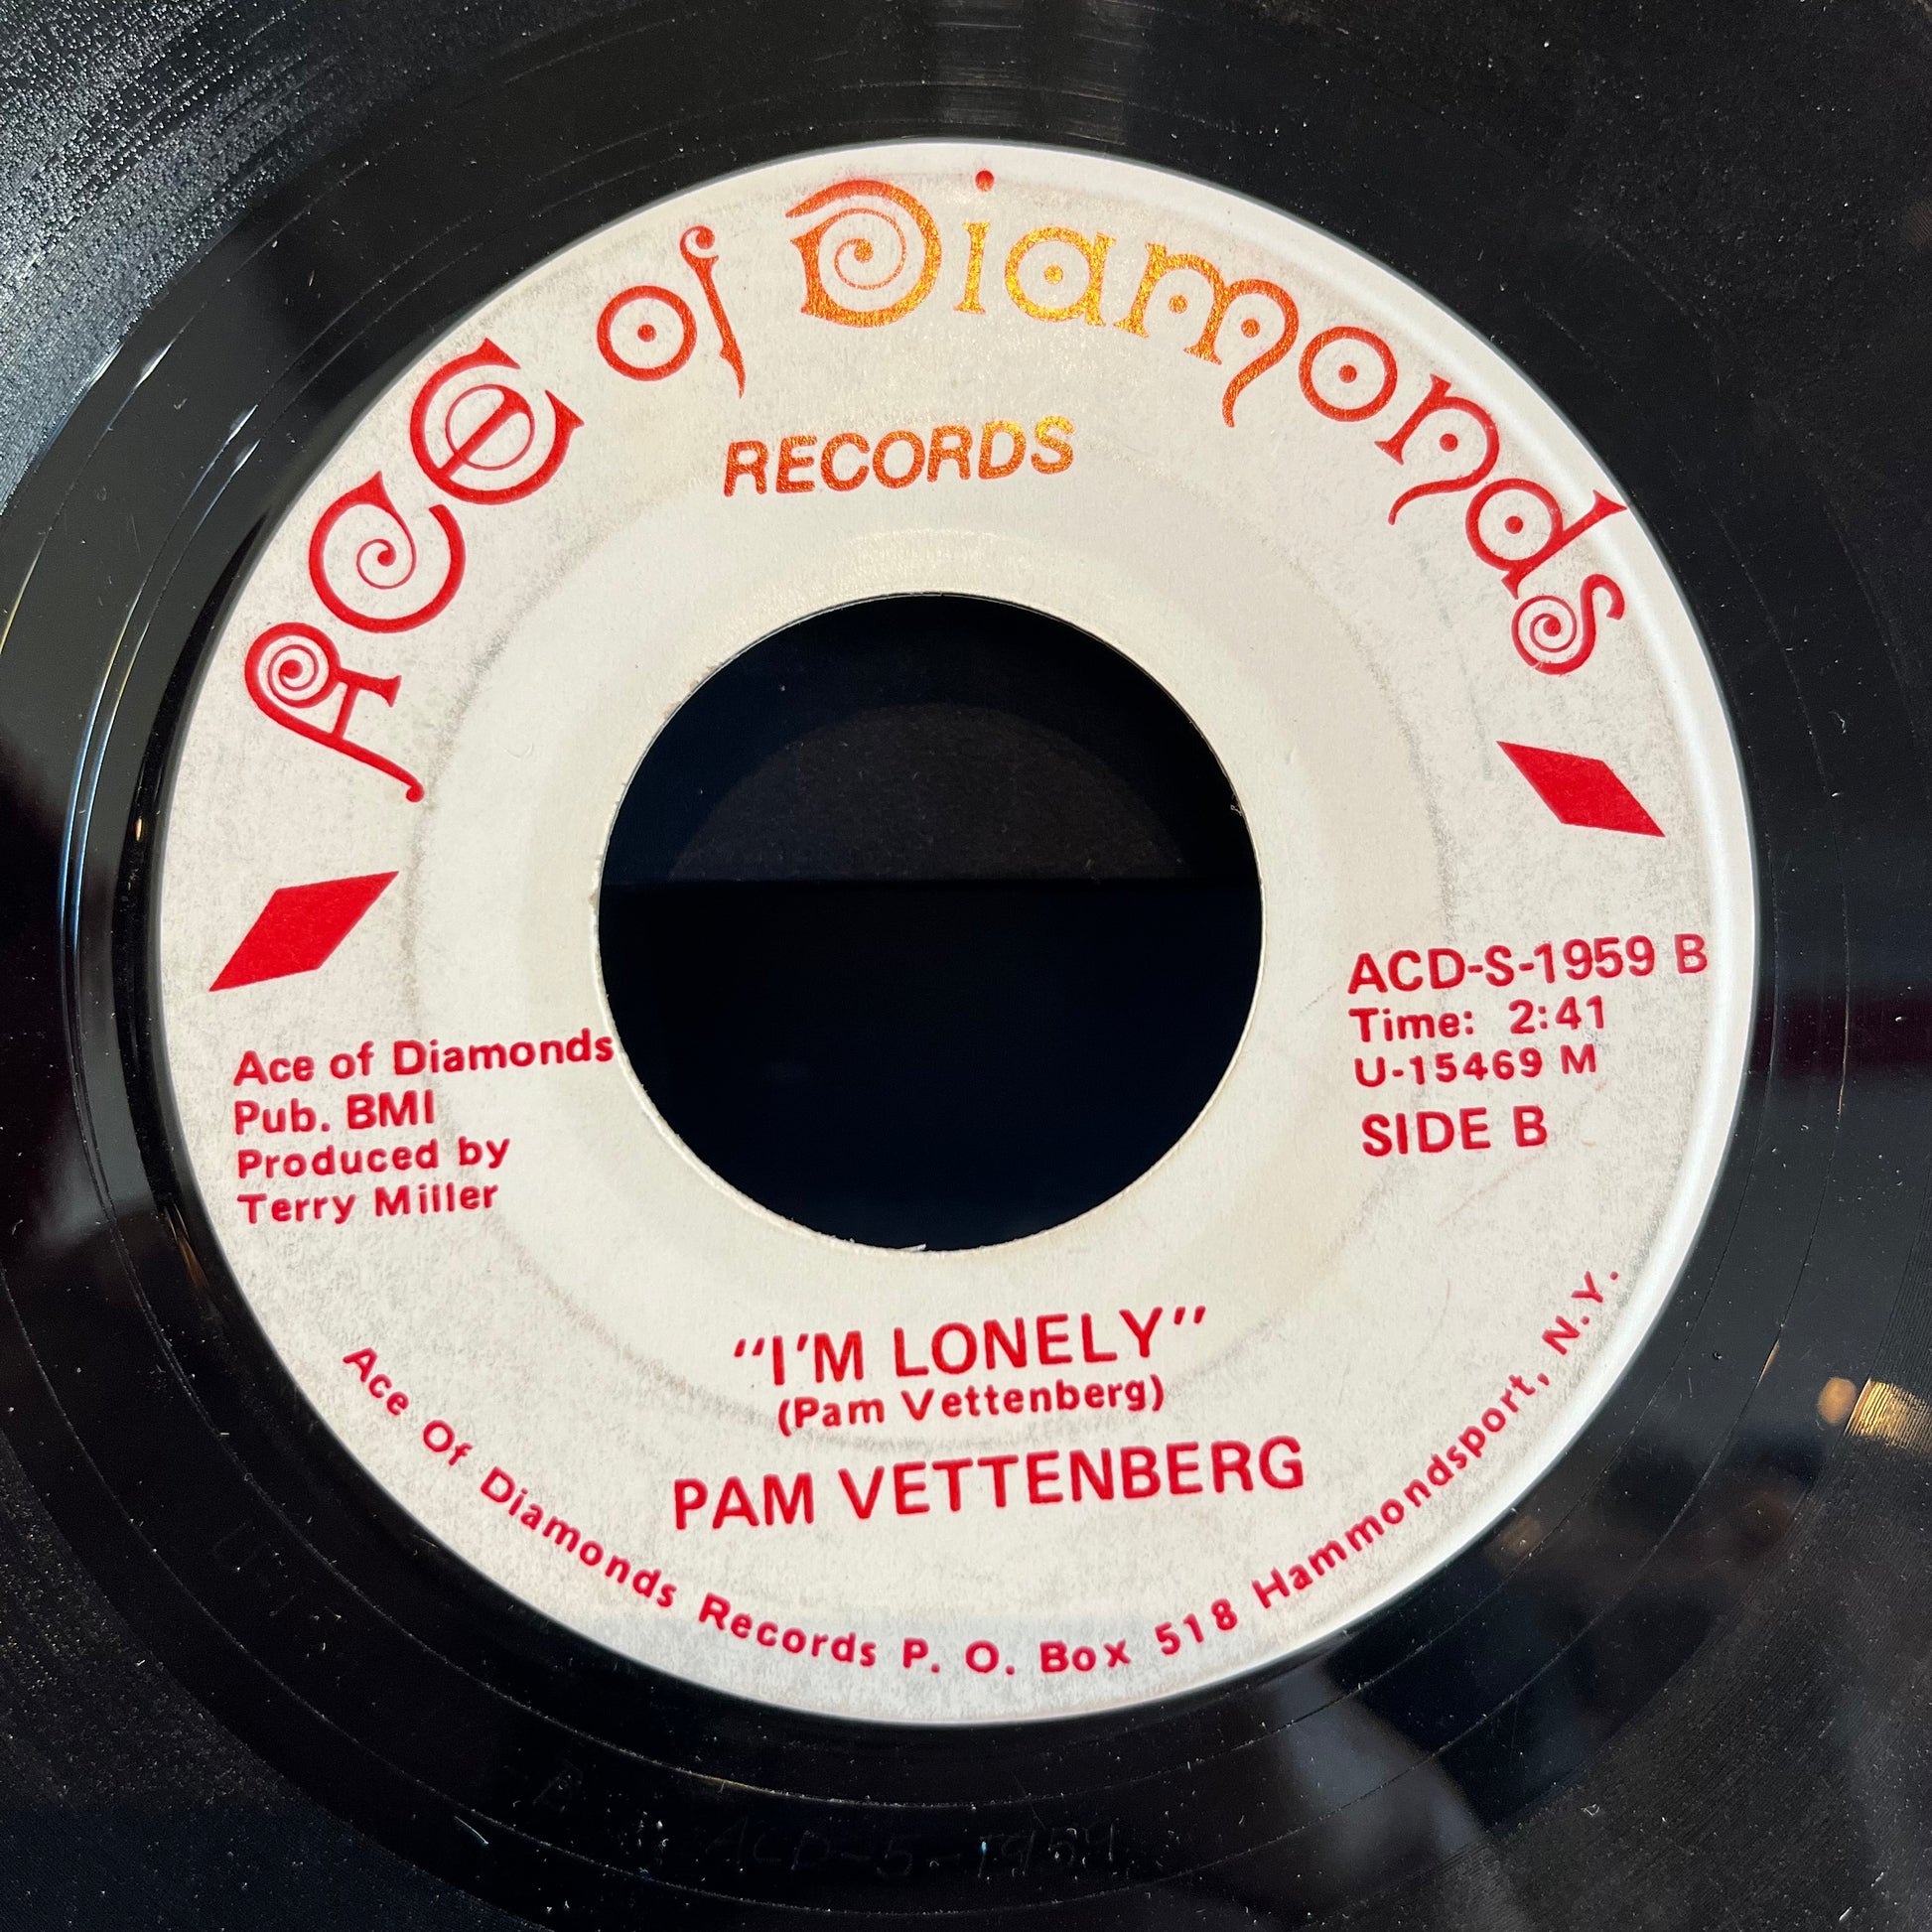 Ace of Diamonds
RECORDS
Ace of Diamonds
Pub. BMI
Produced by
Terry Miller
ACD-S-1959 B
Time: 2:41
U-15469 M
SIDE B
"I'M LONELY"
(Pam Vettenberg)
PAM VETTENBERG
Ace Of Diamonds Records P. O. Box 518 Hammondsport, N.Y.